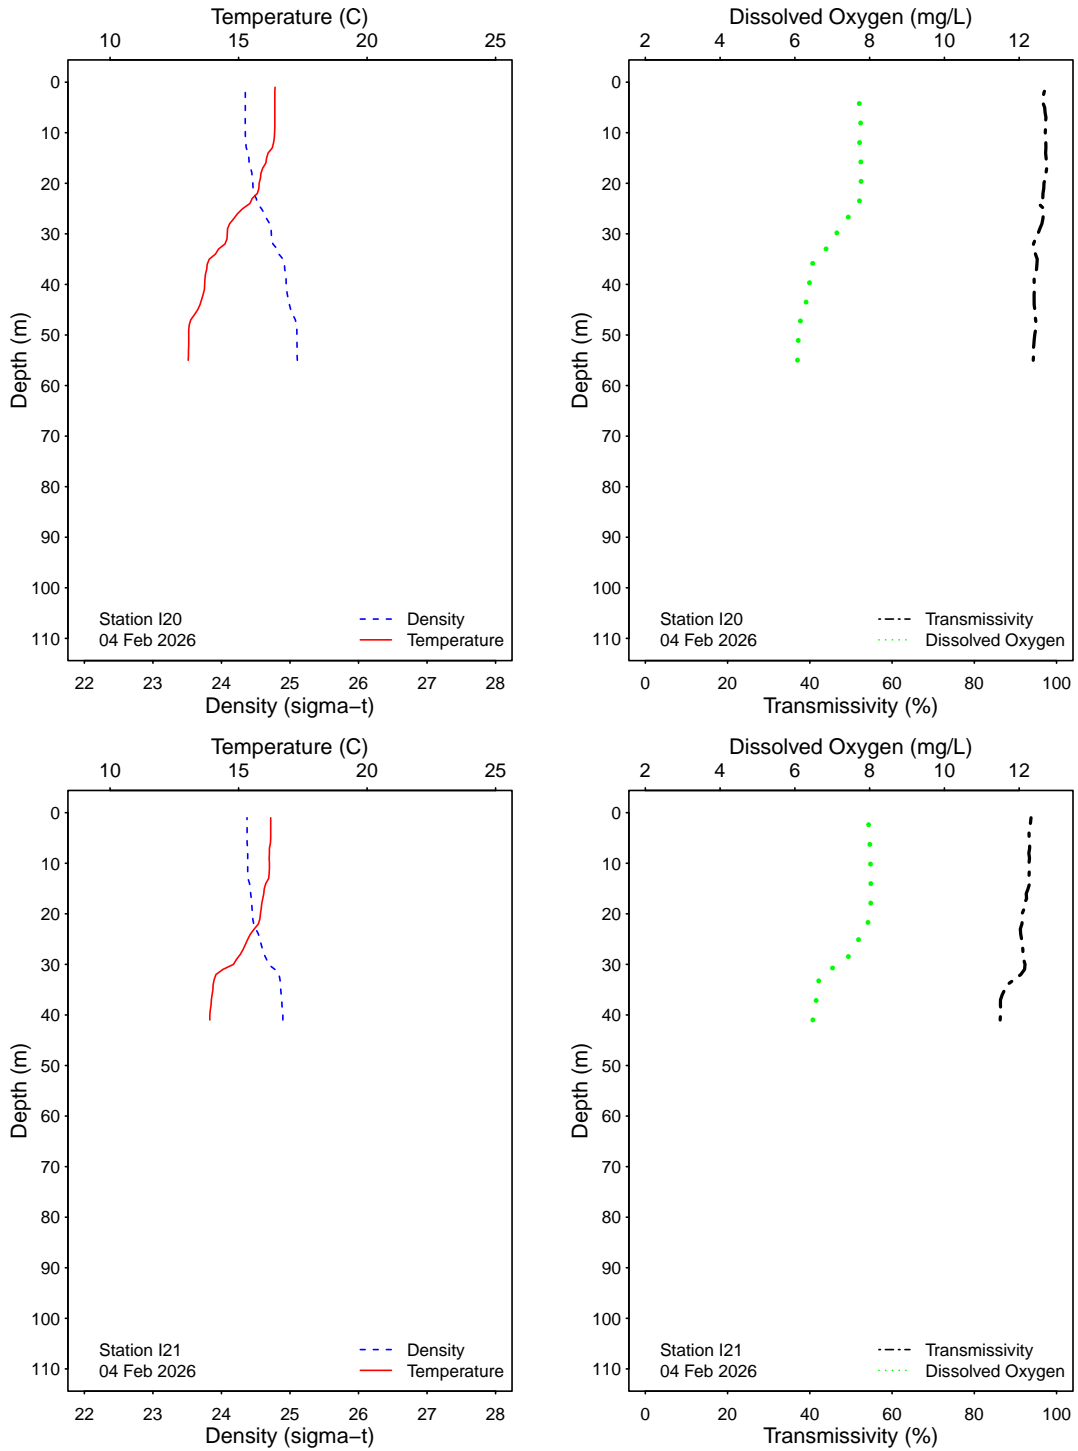 Temperature (C)
10 15 20 25
0
10
20
30
40
50
60
70
80
90
100
110
Depth (m)
Station I20
04 Feb 2026
Density
Temperature
22 23 24 25 26 27 28
Density (sigma−t)
Dissolved Oxygen (mg/L)
2 4 6 8 10 12
0
10
20
30
40
50
60
70
80
90
100
110
Depth (m)
Station I20
04 Feb 2026
Transmissivity
Dissolved Oxygen
0 20 40 60 80 100
Transmissivity (%)
Temperature (C)
10 15 20 25
0
10
20
30
40
50
60
70
80
90
100
110
Depth (m)
Station I21
04 Feb 2026
Density
Temperature
22 23 24 25 26 27 28
Density (sigma−t)
Dissolved Oxygen (mg/L)
2 4 6 8 10 12
0
10
20
30
40
50
60
70
80
90
100
110
Depth (m)
Station I21
04 Feb 2026
Transmissivity
Dissolved Oxygen
0 20 40 60 80 100
Transmissivity (%)